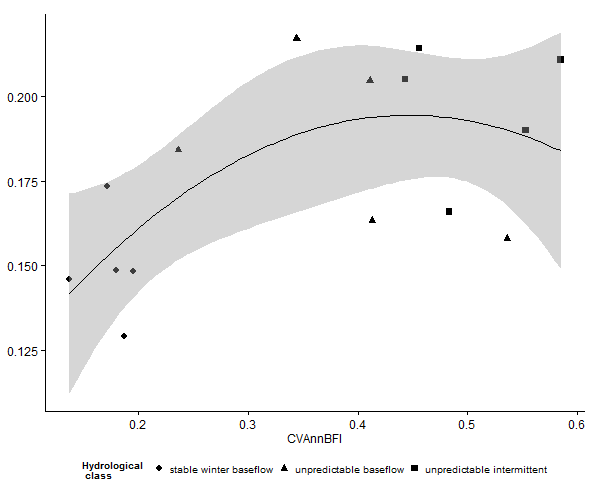 0.200
0.175
0.150
0.125
0.2 0.3 0.4 0.5 0.6
CVAnnBFI
Hydrological
class
stable winter baseflow unpredictable baseflow unpredictable intermittent